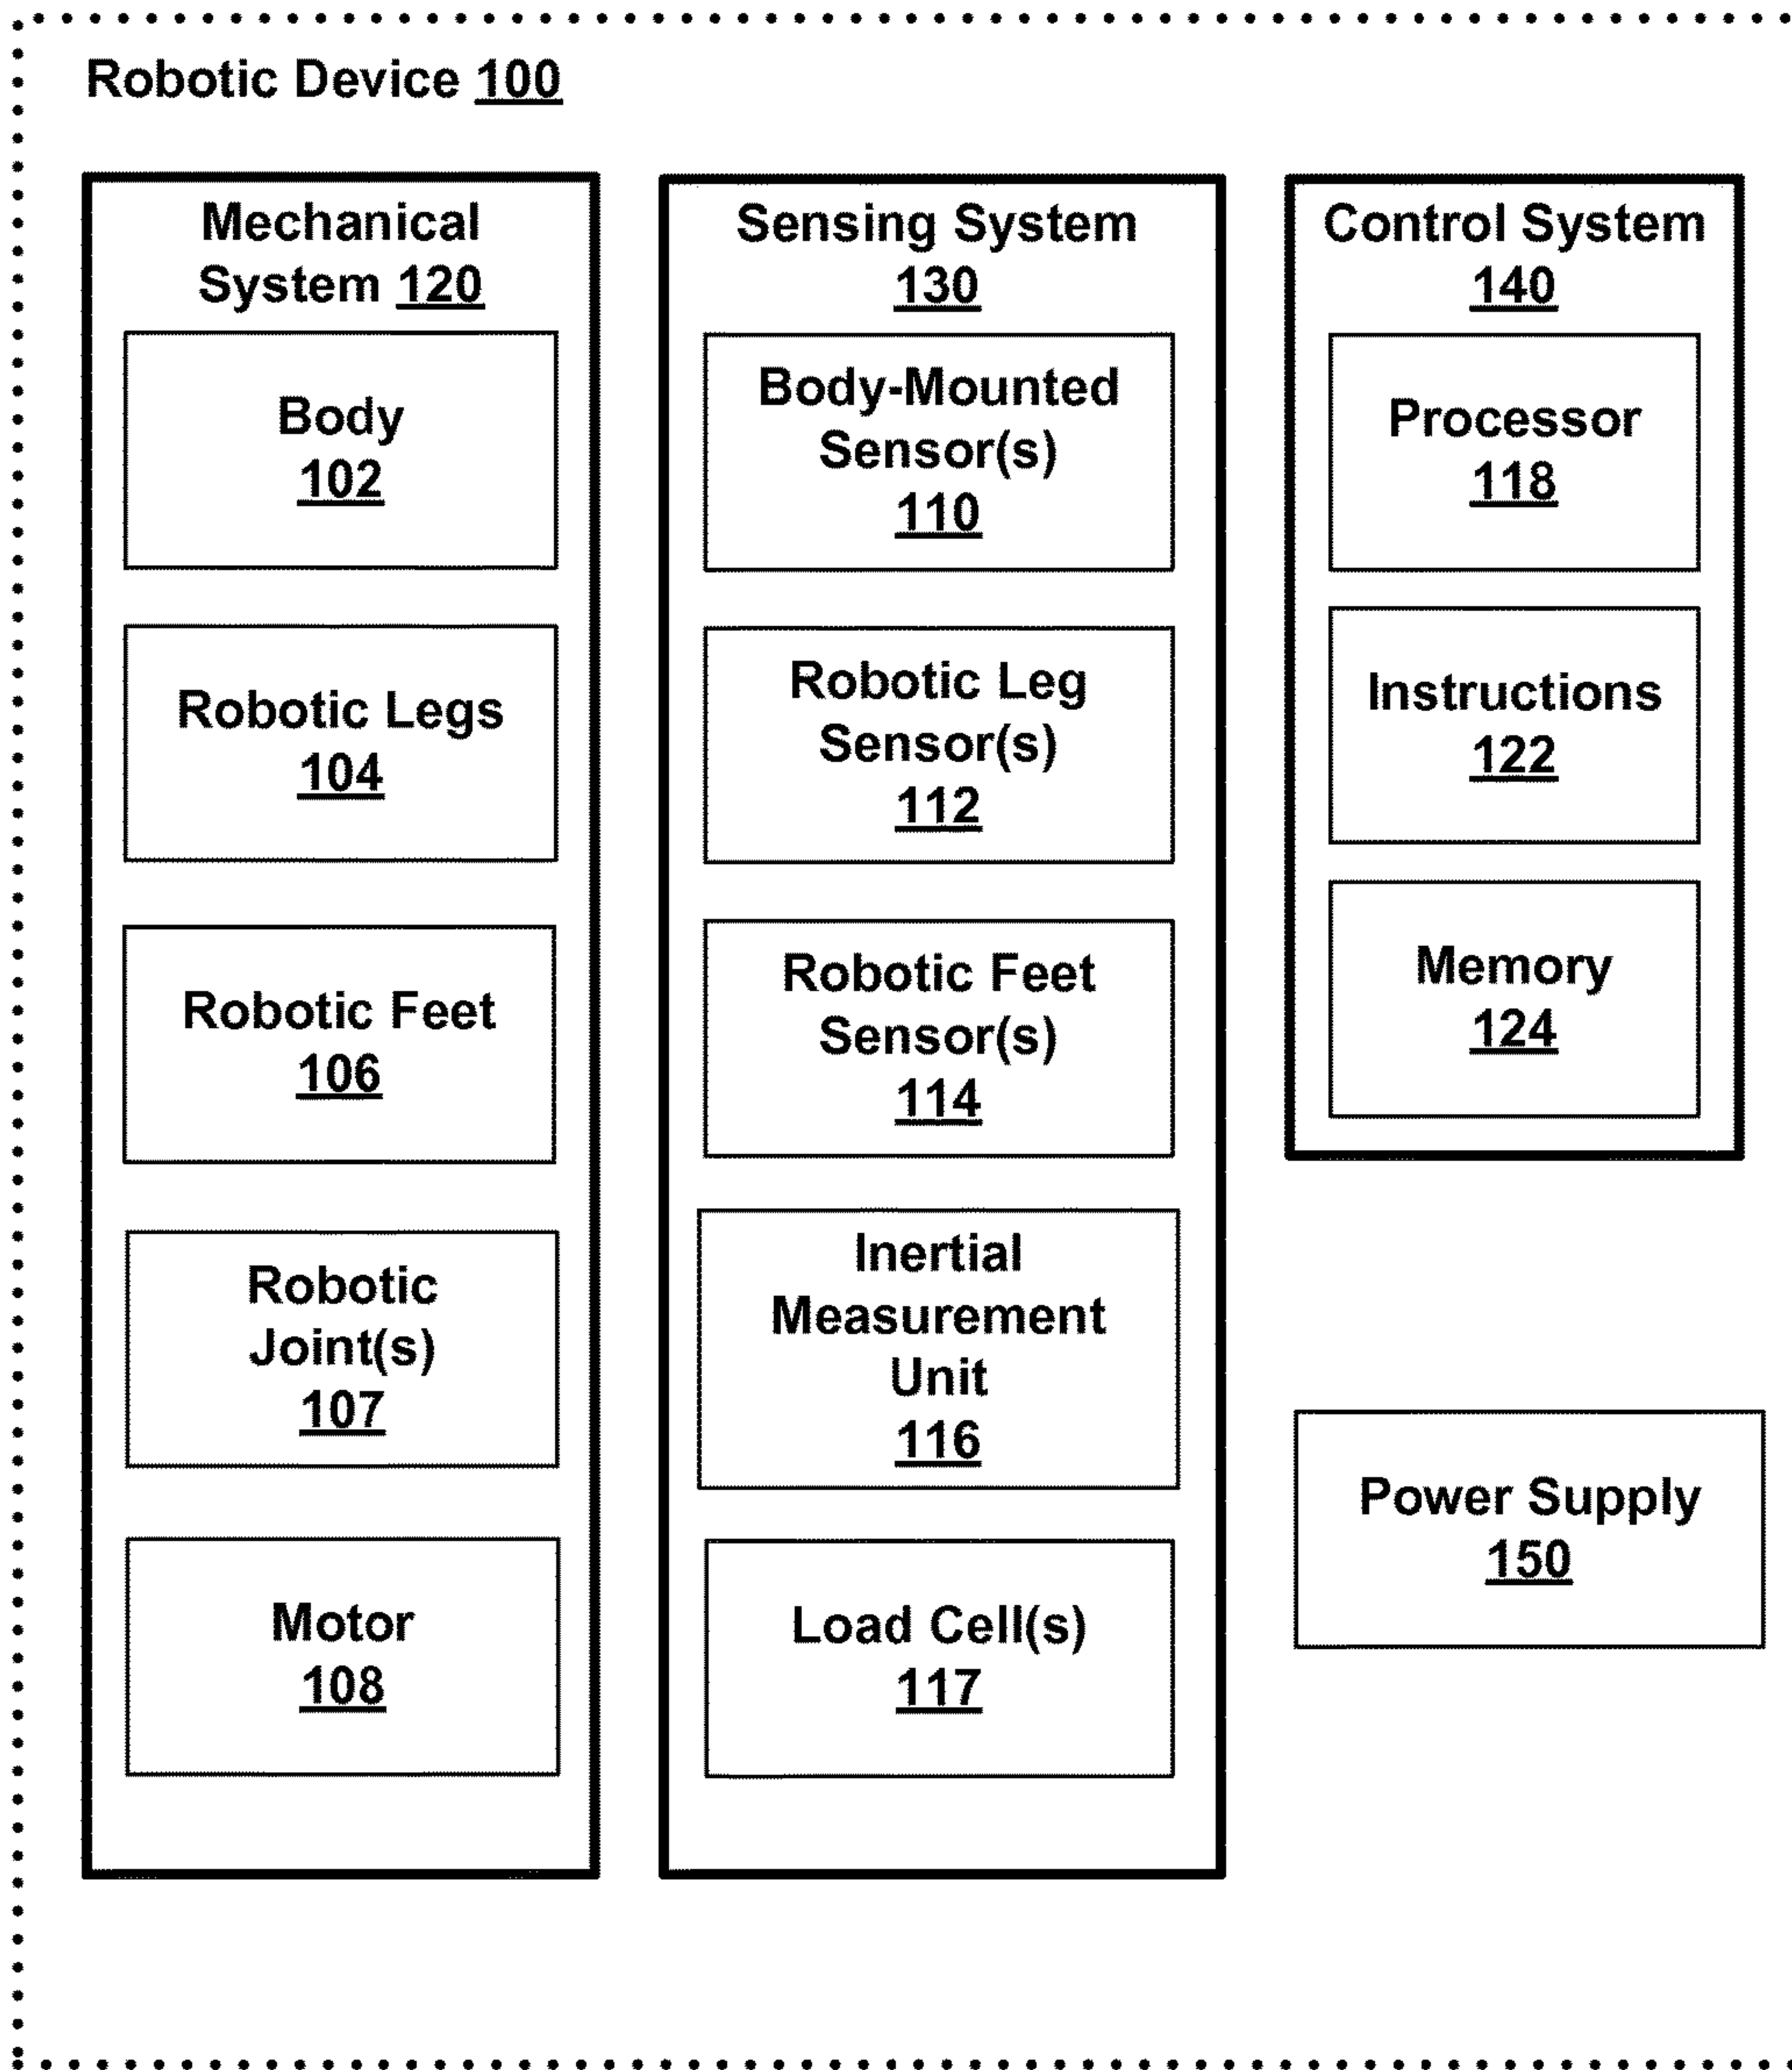 Robotic Device 100
Mechanical
System 120
Body
102
Robotic Legs
104
Robotic Feet
106
Robotic
Joint(s)
107
Motor
108
Sensing System
130
Body-Mounted
Sensor(s)
110
Robotic Leg
Sensor(s)
112
Robotic Feet
Sensor(s)
114
Inertial
Measurement
Unit
116
Load Cell(s)
117
Control System
140
Processor
118
Instructions
122
Memory
124
Power Supply
150